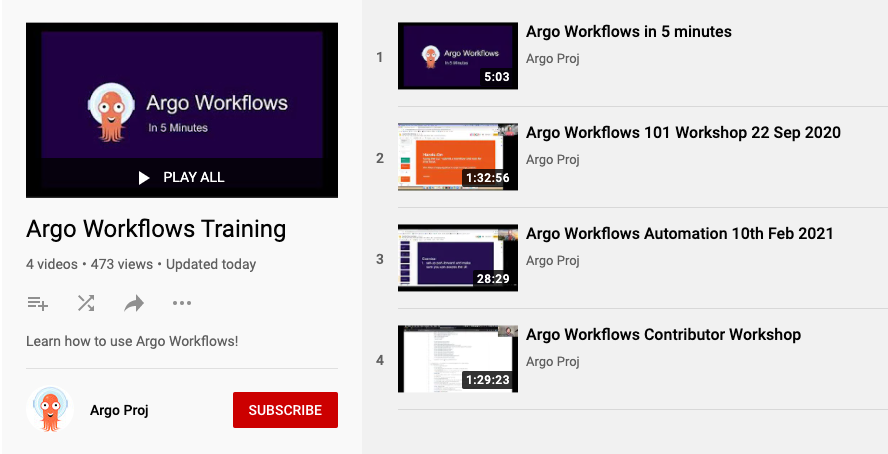 Argo Workflows
In 5 Minutes
PLAY ALL
Argo Workflows Training
4 videos • 473 views • Updated today
Learn how to use Argo Workflows!
Argo Proj
SUBSCRIBE
1
Argo Workflows
In 5 Minutes
5:03
Argo Workflows in 5 minutes
Argo Proj
2
1:32:56
Argo Workflows 101 Workshop 22 Sep 2020
Argo Proj
3
28:29
Argo Workflows Automation 10th Feb 2021
Argo Proj
4
1:29:23
Argo Workflows Contributor Workshop
Argo Proj